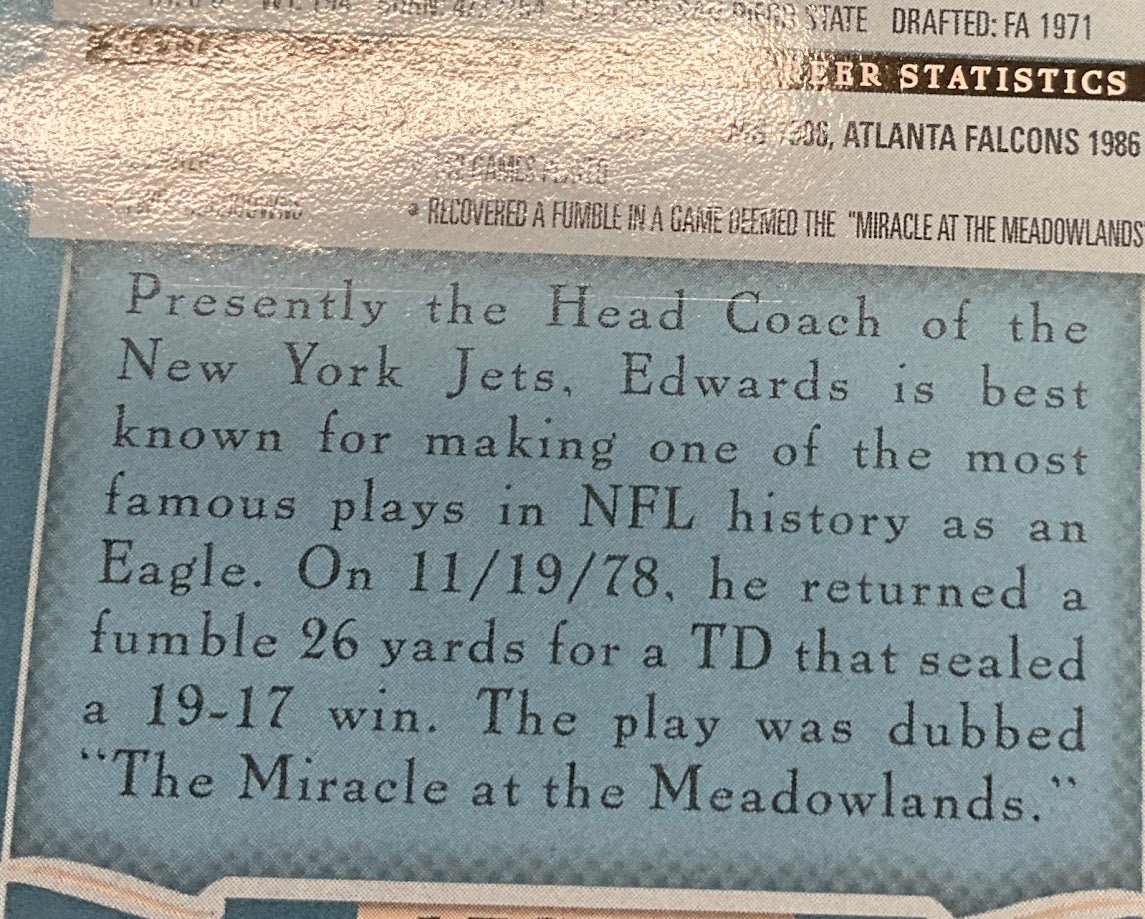 STATE DRAFTED: FA 1971
STATISTICS
ATLANTA FALCONS 1986
GAMES
• RECOVERED A FUMBLE IN A GAME DEEMED THE "MIRACLE AT THE MEADOWLANDS
Presently the Head Coach of the
New York Jets, Edwards is best
known for making one of the most
famous plays in NFL history as an
Eagle. On 11/19/78, he returned a
fumble 26 yards for a TD that sealed
a 19-17 win. The play was dubbed
“The Miracle at the Meadowlands.”